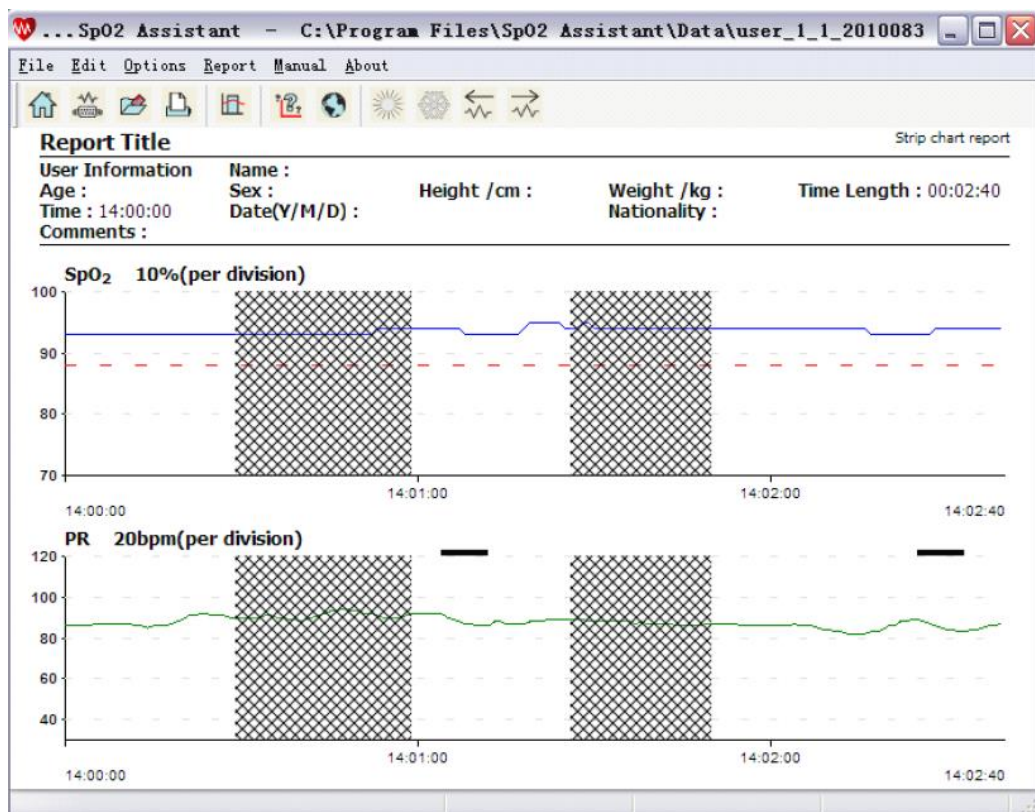 ...SpO2 Assistant - C:\Program Files\SpO2 Assistant\Data\user_1_1_2010083
File Edit Options Report Manual About
Report Title
Strip chart report
User Information Name :
Age : Sex : Height /cm : Weight /kg : Time Length : 00:02:40
Time : 14:00:00 Date(Y/M/D) : Nationality :
Comments :
SpO₂ 10%(per division)
100
90
80
70
14:00:00 14:01:00 14:02:00 14:02:40
PR 20bpm(per division)
120
100
80
60
40
14:00:00 14:01:00 14:02:00 14:02:40